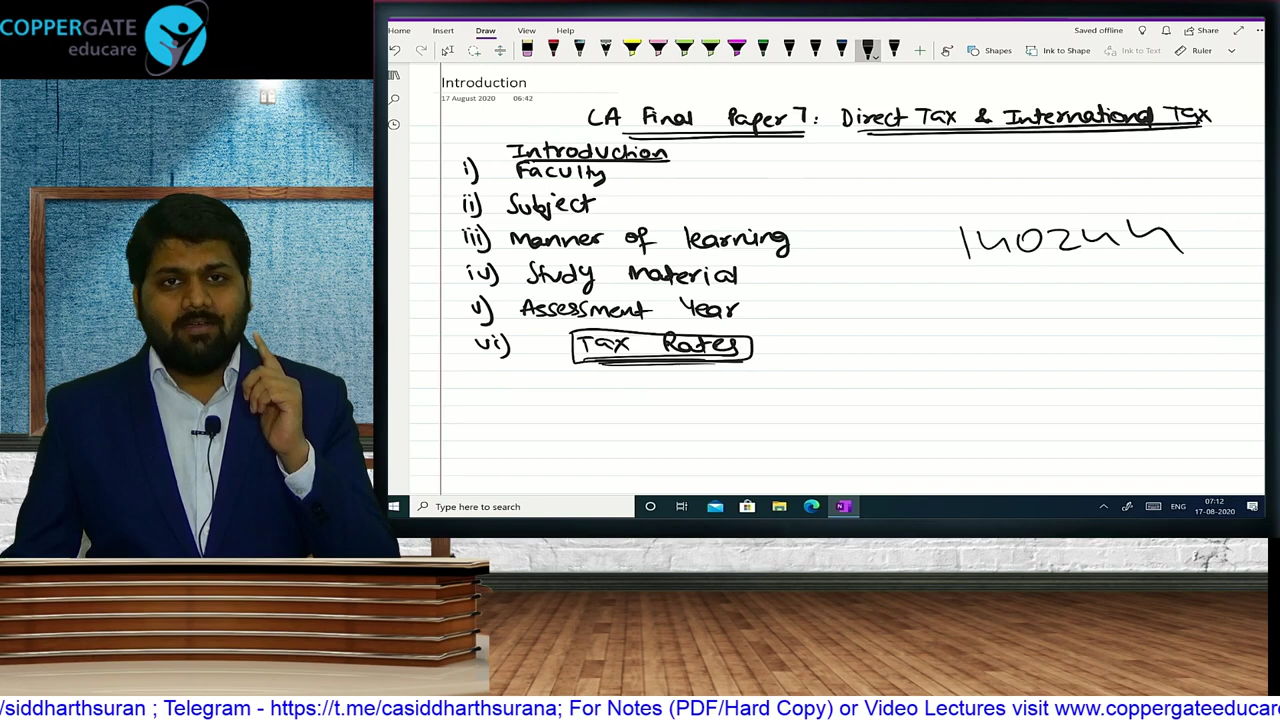 COPPERGATE
educare
Home Insert Draw View Help
Saved offline
Share
Shapes
Ink to Shape
Ink to Text
Ruler
Introduction
17 August 2020 06:42
CA Final Paper 7: Direct Tax & International Tax
Introduction
i) Faculty
ii) Subject
iii) Manner of learning
iv) Study Material
v) Assessment Year
vi) Tax Rates
140244
Type here to search
ENG
07:12
17-08-2020
/siddharthsuran ; Telegram - https://t.me/casiddharthsurana; For Notes (PDF/Hard Copy) or Video Lectures visit www.coppergateeducar